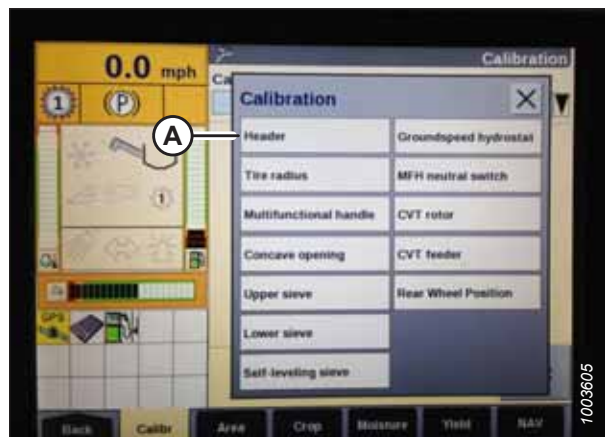 0.0 mph
Calibration
Ca
1
(P)
Calibration
A
Header
Groundspeed hydrostat
Tire radius
MFH neutral switch
1
Multifunctional handle
CVT rotor
Concave opening
CVT feeder
Upper sieve
Rear Wheel Position
GPS
Lower sieve
Self-leveling sieve
Back
Calibr
Area
Crop
Moisture
Yield
NAV
1003605